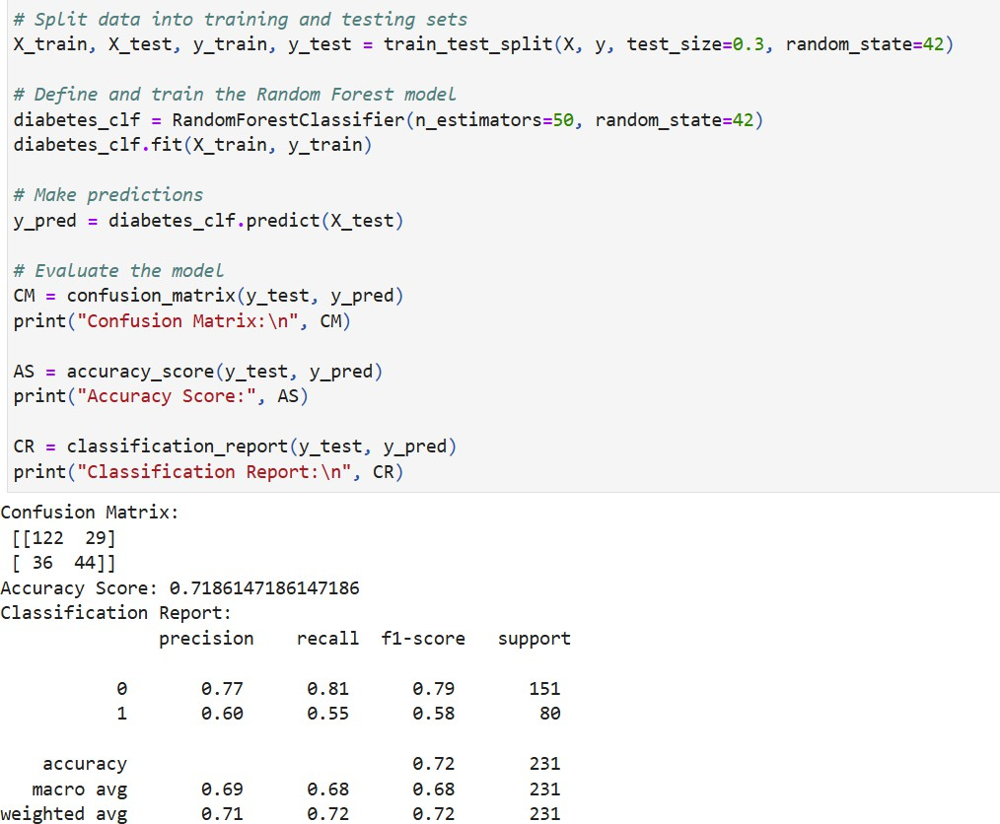 # Split data into training and testing sets
X_train, X_test, y_train, y_test = train_test_split(X, y, test_size=0.3, random_state=42)
# Define and train the Random Forest model
diabetes_clf = RandomForestClassifier(n_estimators=50, random_state=42)
diabetes_clf.fit(X_train, y_train)
# Make predictions
y_pred = diabetes_clf.predict(X_test)
# Evaluate the model
CM = confusion_matrix(y_test, y_pred)
print("Confusion Matrix:\n", CM)
AS = accuracy_score(y_test, y_pred)
print("Accuracy Score:", AS)
CR = classification_report(y_test, y_pred)
print("Classification Report:\n", CR)
Confusion Matrix:
[[122  29]
[ 36  44]]
Accuracy Score: 0.7186147186147186
Classification Report:
precision    recall  f1-score   support
0       0.77      0.81      0.79       151
1       0.60      0.55      0.58        80
accuracy                           0.72       231
macro avg       0.69      0.68      0.68       231
weighted avg       0.71      0.72      0.72       231